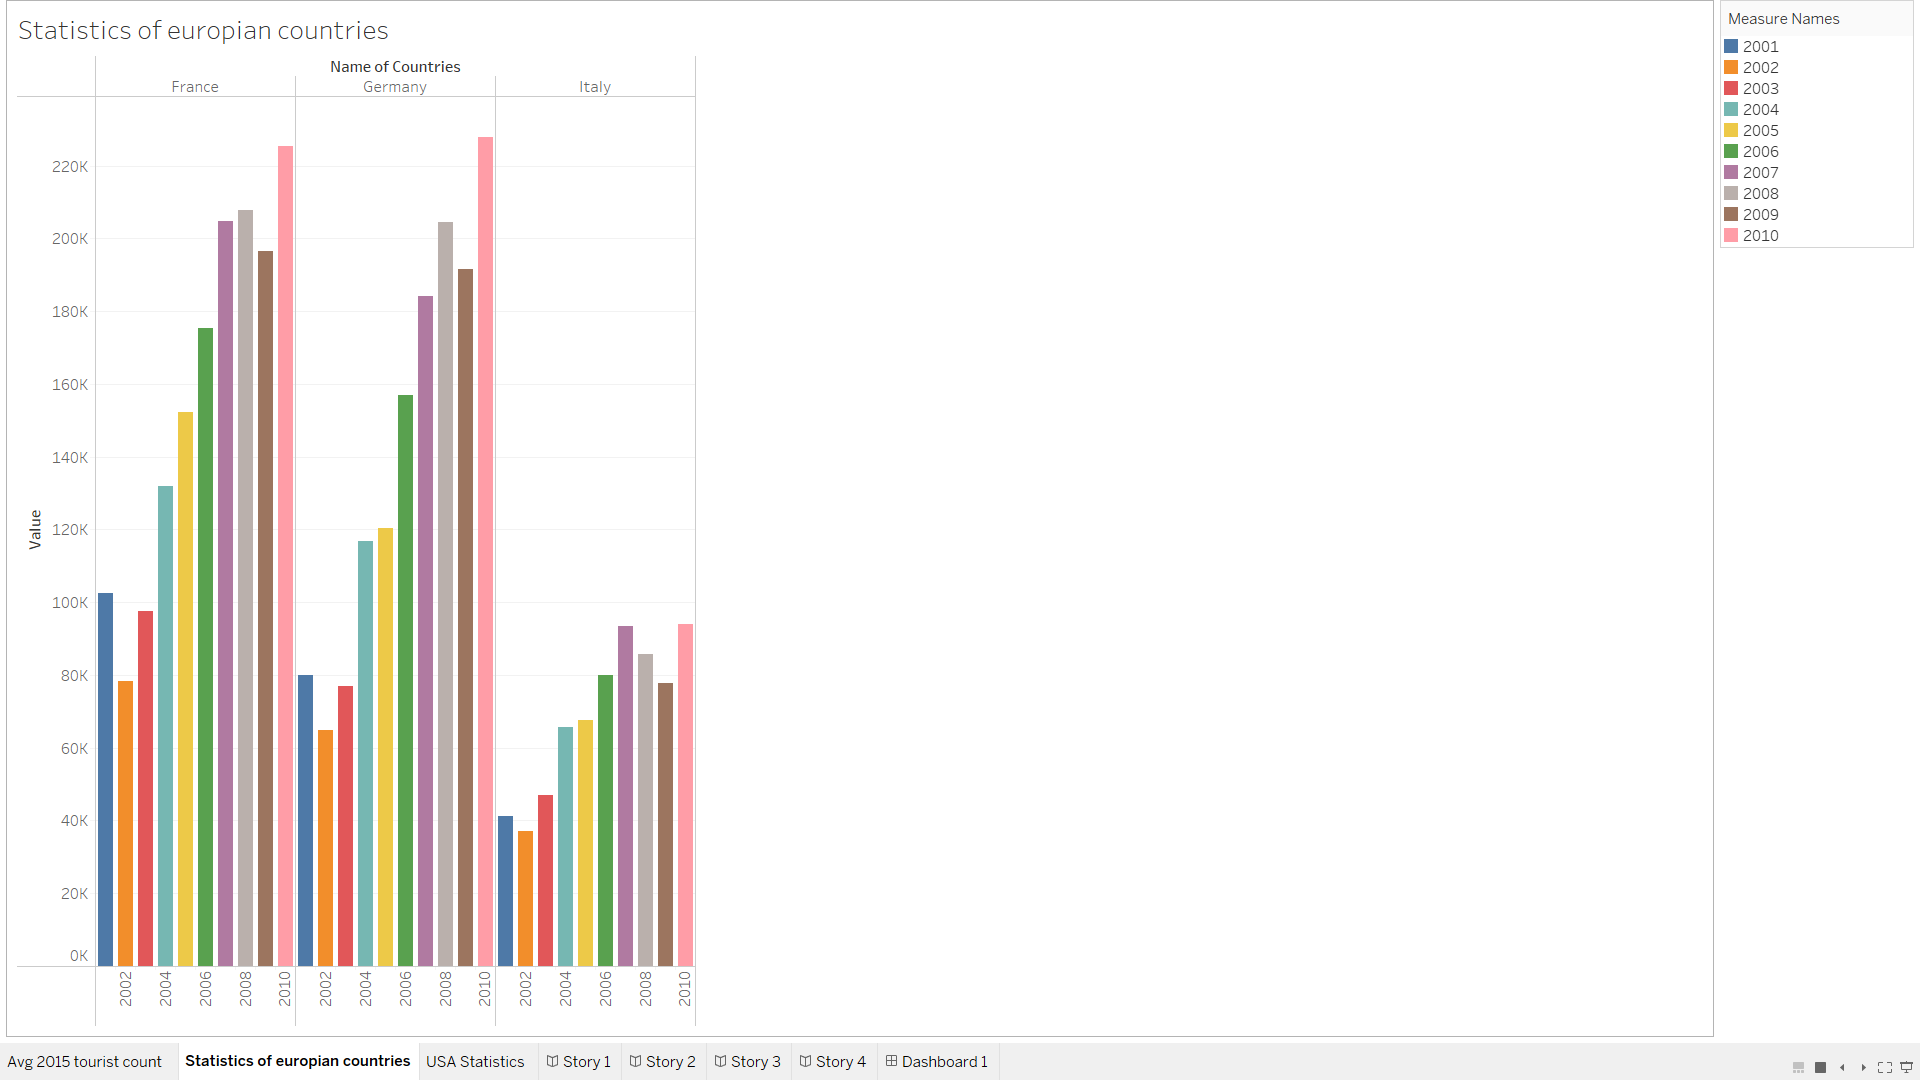 Statistics of europian countries
Name of Countries
France Germany Italy
220K
200K
180K
160K
140K
120K
100K
80K
60K
40K
20K
0K
Value
2002 2004 2006 2008 2010 2002 2004 2006 2008 2010 2002 2004 2006 2008 2010
Measure Names
2001
2002
2003
2004
2005
2006
2007
2008
2009
2010
Avg 2015 tourist count Statistics of europian countries USA Statistics Story 1 Story 2 Story 3 Story 4 Dashboard 1